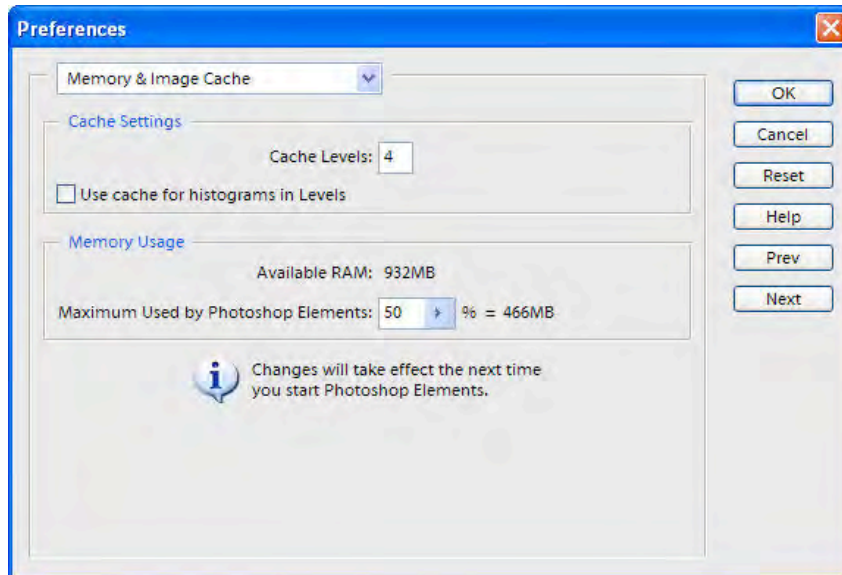 Preferences
Memory & Image Cache
OK
Cache Settings
Cancel
Cache Levels: 4
Reset
Use cache for histograms in Levels
Help
Memory Usage
Prev
Available RAM: 932MB
Next
Maximum Used by Photoshop Elements: 50 % = 466MB
Changes will take effect the next time
you start Photoshop Elements.